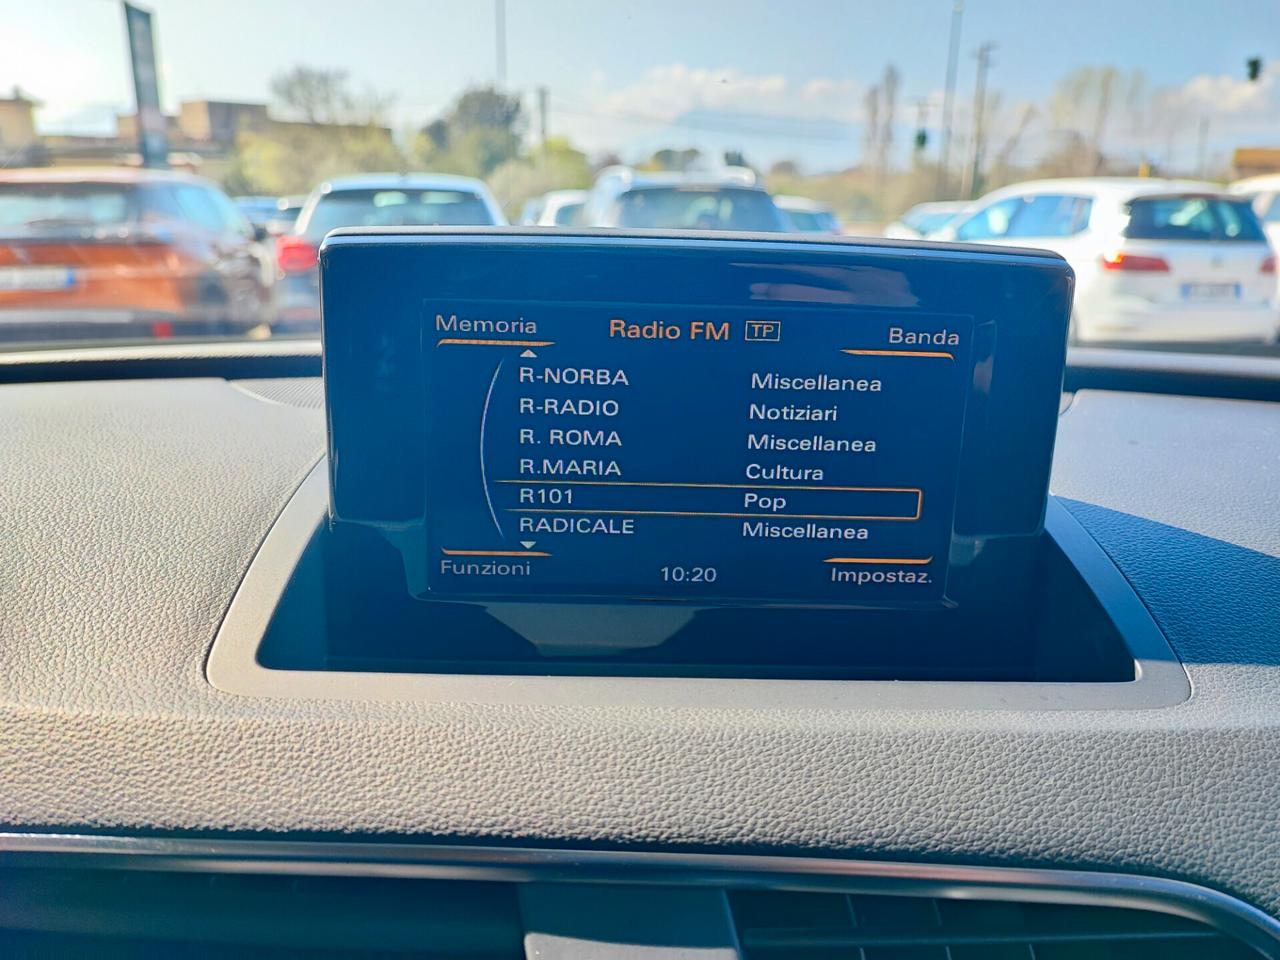 Memoria Radio FM TP Banda
R-NORBA Miscellanea
R-RADIO Notiziari
R. ROMA Miscellanea
R.MARIA Cultura
R101 Pop
RADICALE Miscellanea
Funzioni 10:20 Impostaz.